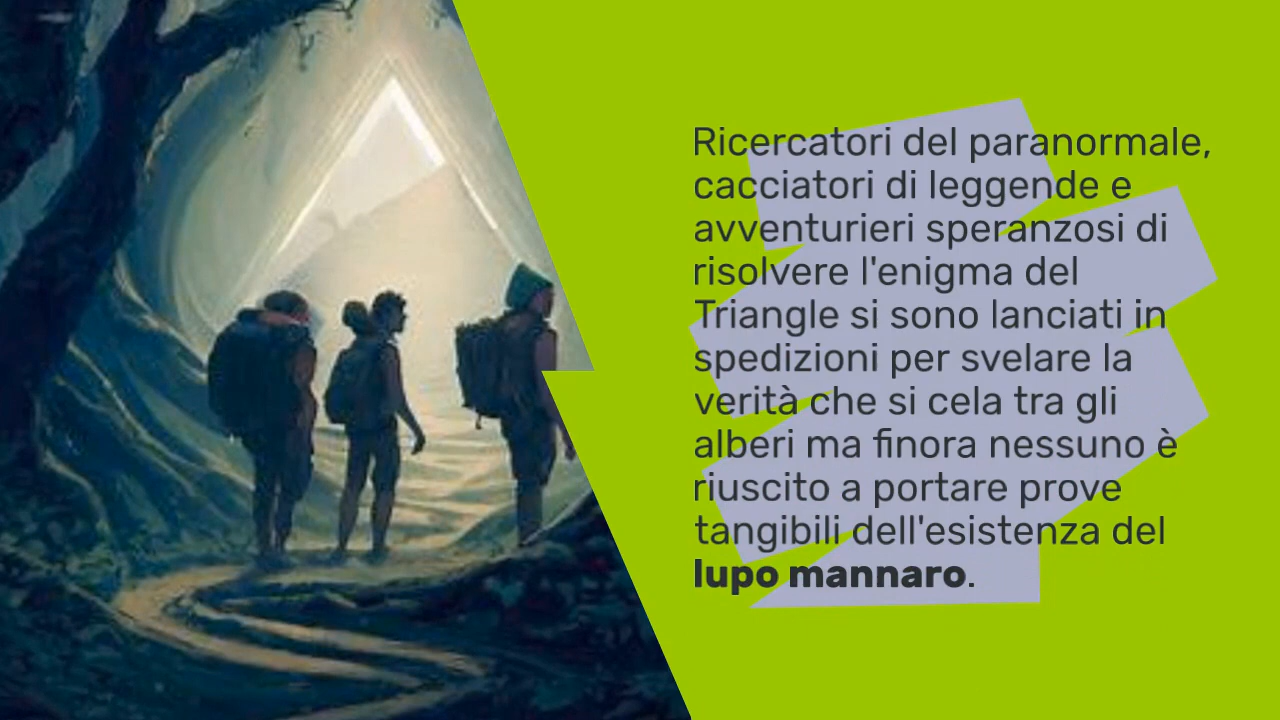 Ricercatori del paranormale,
cacciatori di leggende e
avventurieri speranzosi di
risolvere l'enigma del
Triangle si sono lanciati in
spedizioni per svelare la
verità che si cela tra gli
alberi ma finora nessuno è
riuscito a portare prove
tangibili dell'esistenza del
lupo mannaro.